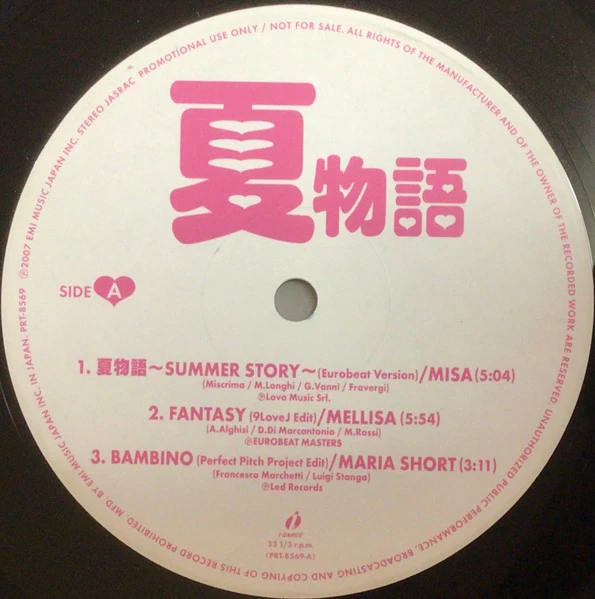 PROMOTIONAL USE ONLY / NOT FOR SALE. ALL RIGHTS OF THE MANUFACTURER AND OF THE OWNER OF THE RECORDED WORK ARE RESERVED. UNAUTHORIZED PUBLIC PERFORMANCE, BROADCASTING AND COPYING OF THIS RECORD PROHIBITED. MFD. BY EMI MUSIC JAPAN INC. IN JAPAN. PRT-8569 ℗2007 EMI MUSIC JAPAN INC. STEREO JASRAC
夏物語
SIDE A
1. 夏物語～SUMMER STORY～(Eurobeat Version)/MISA(5:04)
(Miscrima / M.Longhi / G.Vanni / Fravergi)
℗Lova Music Srl.
2. FANTASY (9LoveJ Edit)/MELLISA (5:54)
(A.Alghisi / D.Di Marcantonio / M.Rossi)
℗EUROBEAT MASTERS
3. BAMBINO (Perfect Pitch Project Edit)/MARIA SHORT (3:11)
(Francesco Marchetti / Luigi Stanga)
℗Led Records
i-DANCE
33 1/3 r.p.m.
(PRT-8569-A)